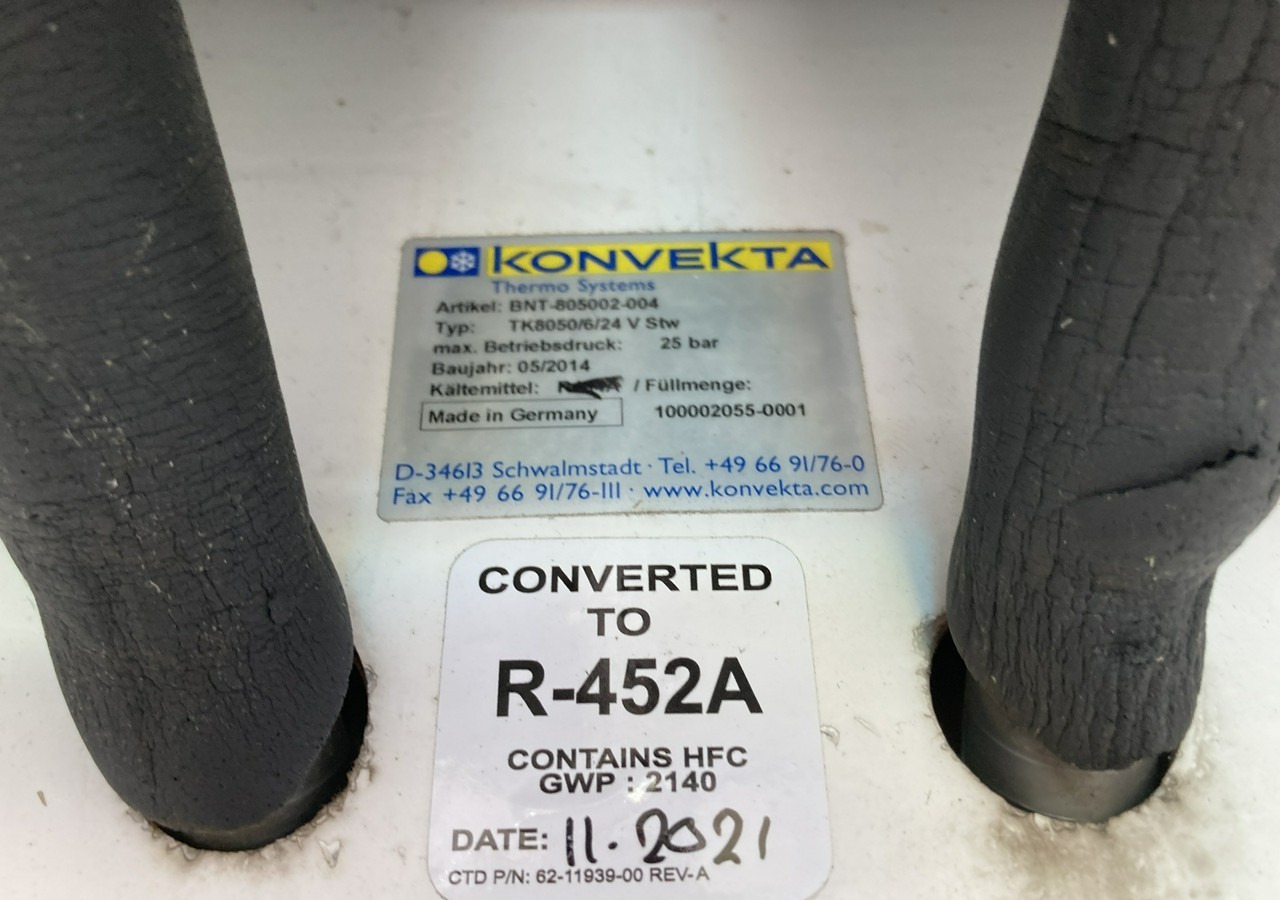 KONVEKTA
Thermo Systems
Artikel: BNT-805002-004
Typ: TK8050/6/24 V Stw
max. Betriebsdruck: 25 bar
Baujahr: 05/2014
Kältemittel: / Füllmenge:
Made in Germany 100002055-0001
D-34613 Schwalmstadt · Tel. +49 66 91/76-0
Fax +49 66 91/76-111 · www.konvekta.com
CONVERTED
TO
R-452A
CONTAINS HFC
GWP : 2140
DATE: 11.2021
CTD P/N: 62-11939-00 REV-A